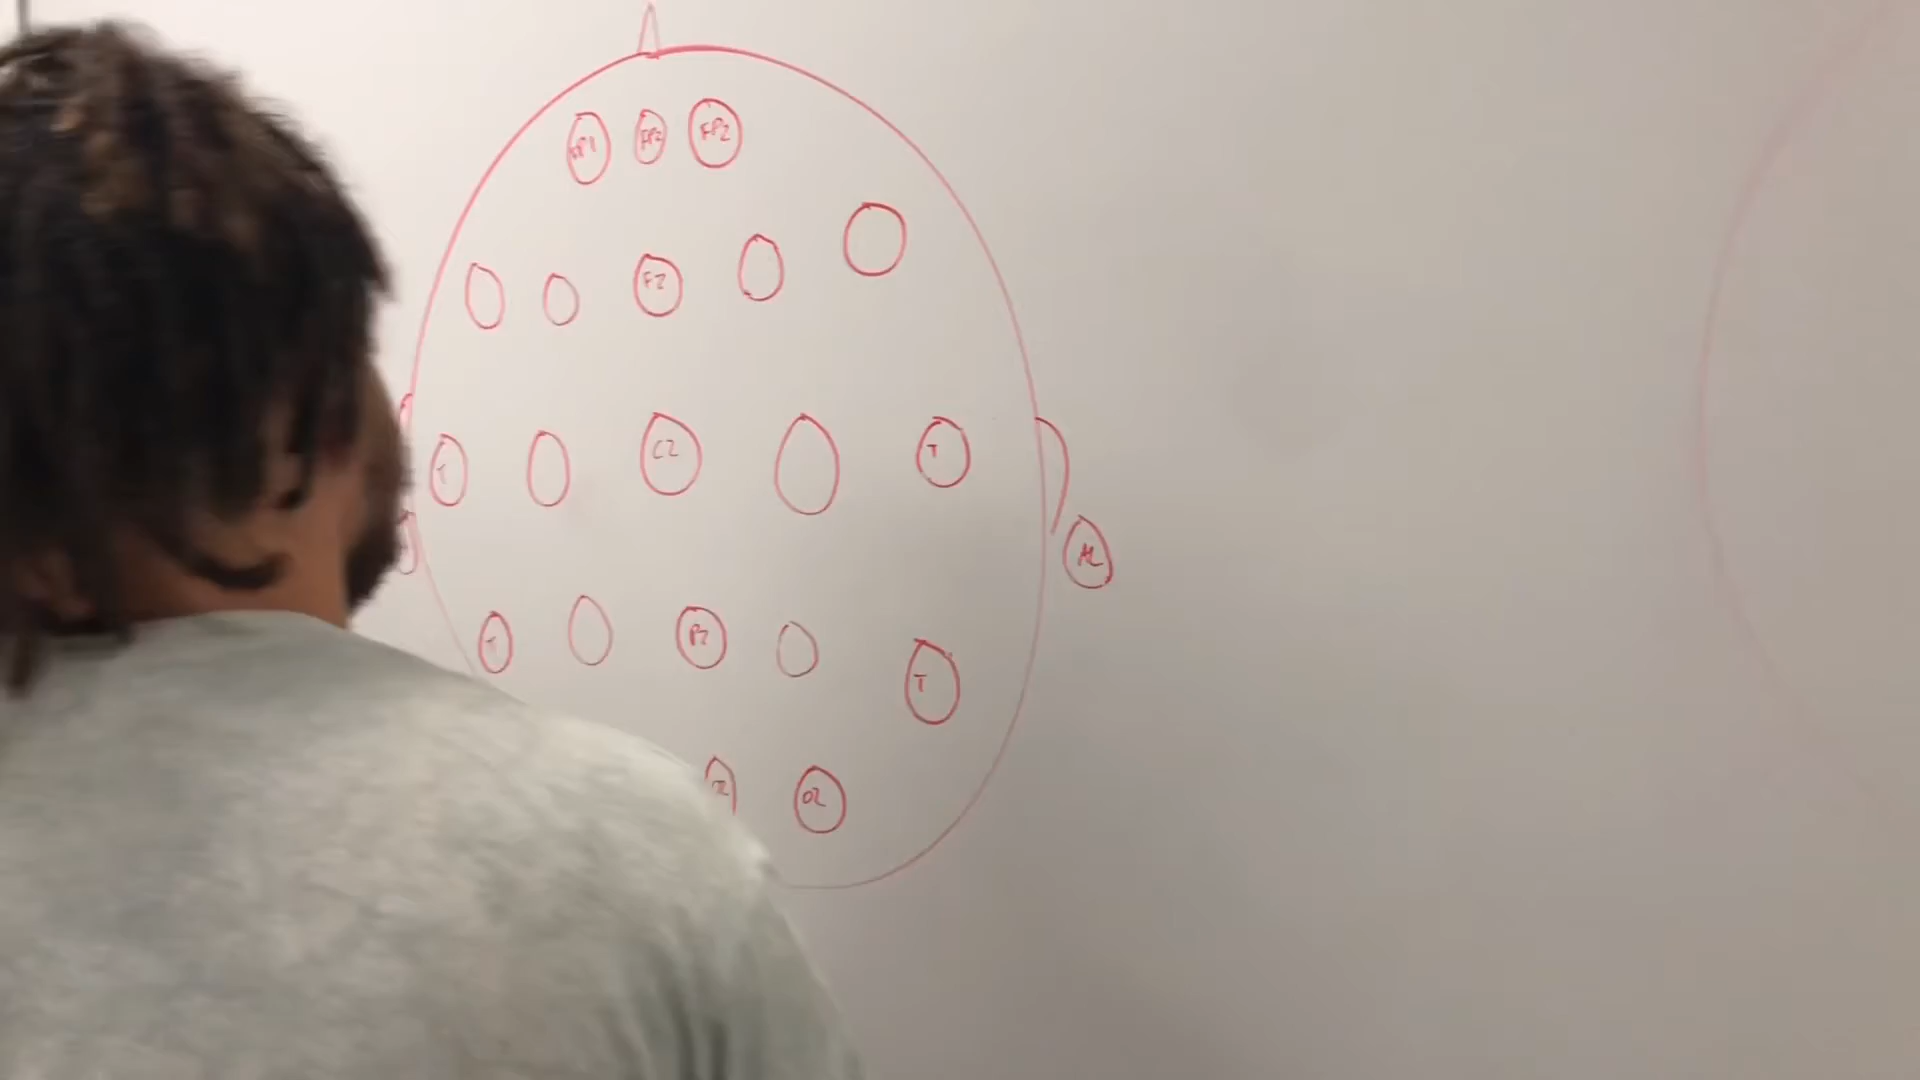 FP1 FPZ FP2
FZ
T CZ T
A2
T PZ T
O2